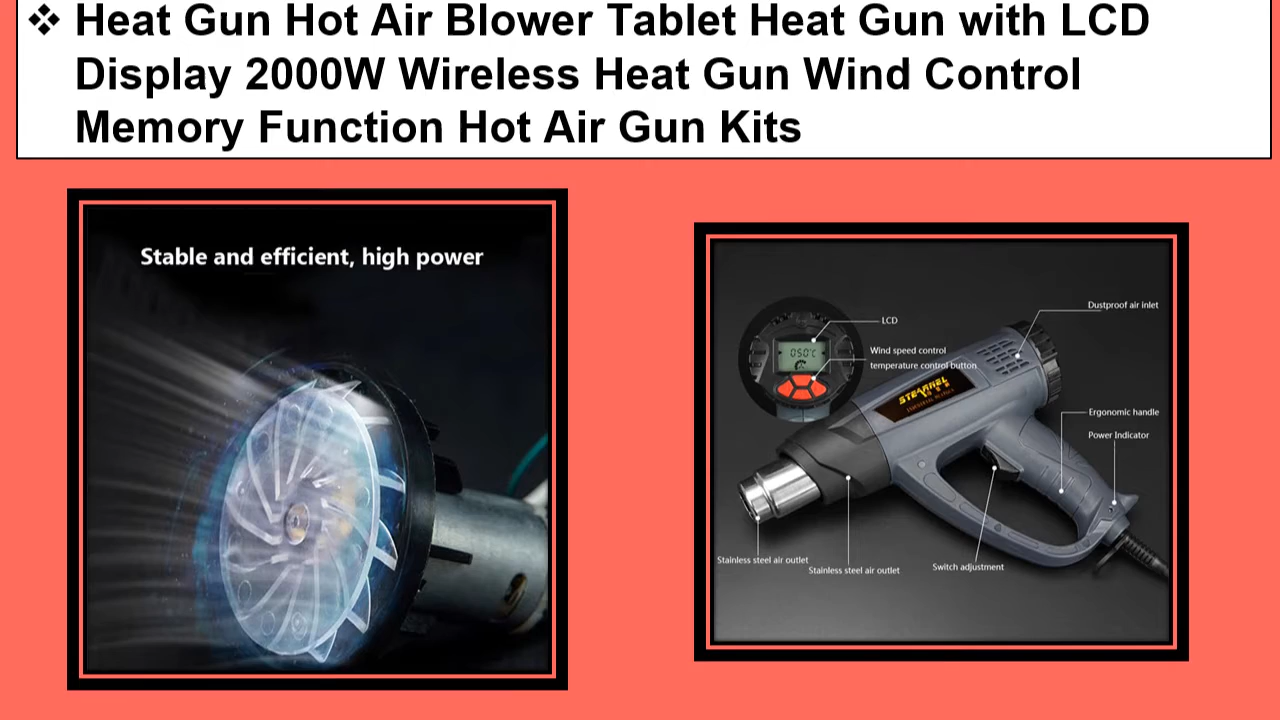 ❖ Heat Gun Hot Air Blower Tablet Heat Gun with LCD
Display 2000W Wireless Heat Gun Wind Control
Memory Function Hot Air Gun Kits
Stable and efficient, high power
Dustproof air inlet
LCD
050℃
Wind speed control
temperature control button
Ergonomic handle
Power Indicator
Stainless steel air outlet
Stainless steel air outlet
Switch adjustment